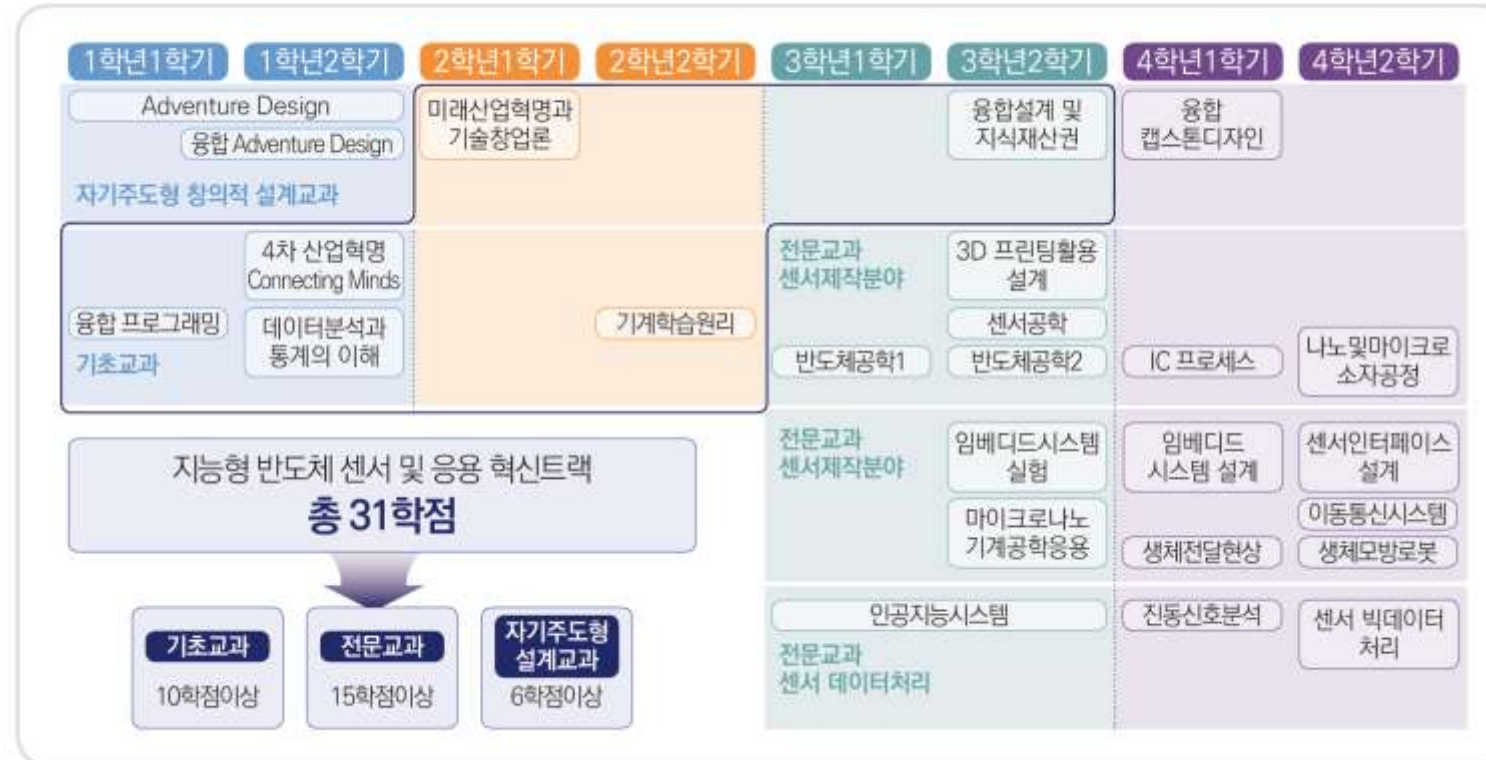 1학년1학기
1학년2학기
2학년1학기
2학년2학기
3학년1학기
3학년2학기
4학년1학기
4학년2학기
Adventure Design
융합 Adventure Design
자기주도형 창의적 설계교과
미래산업혁명과
기술창업론
융합설계 및
지식재산권
융합
캡스톤디자인
4차 산업혁명
Connecting Minds
융합 프로그래밍
데이터분석과
통계의 이해
기초교과
기계학습원리
전문교과
센서제작분야
3D 프린팅활용
설계
센서공학
반도체공학1
반도체공학2
IC 프로세스
나노및마이크로
소자공정
전문교과
센서제작분야
임베디드시스템
실험
임베디드
시스템 설계
센서인터페이스
설계
이동통신시스템
마이크로나노
기계공학응용
생체전달현상
생체모방로봇
인공지능시스템
진동신호분석
센서 빅데이터
처리
전문교과
센서 데이터처리
지능형 반도체 센서 및 응용 혁신트랙
총 31학점
기초교과
10학점이상
전문교과
15학점이상
자기주도형
설계교과
6학점이상